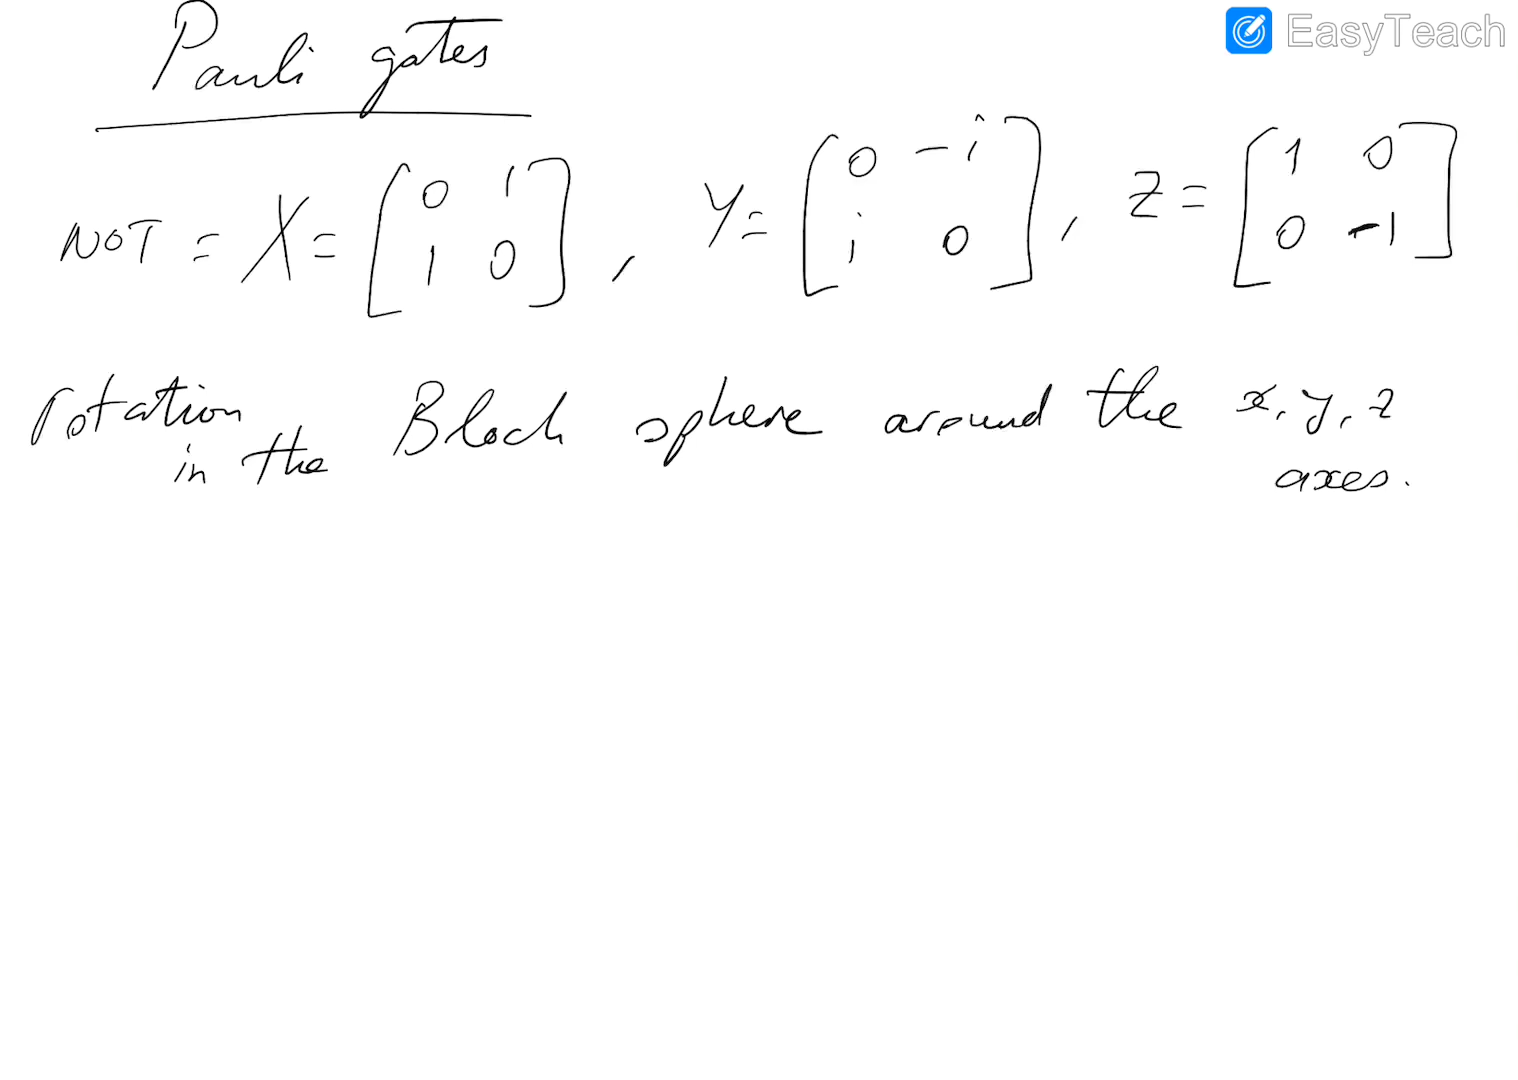 Pauli gates
EasyTeach
NOT = X = [0 1
1 0], Y = [0 -i
i 0], Z = [1 0
0 -1]
rotation in the Bloch sphere around the x, y, z
axes.